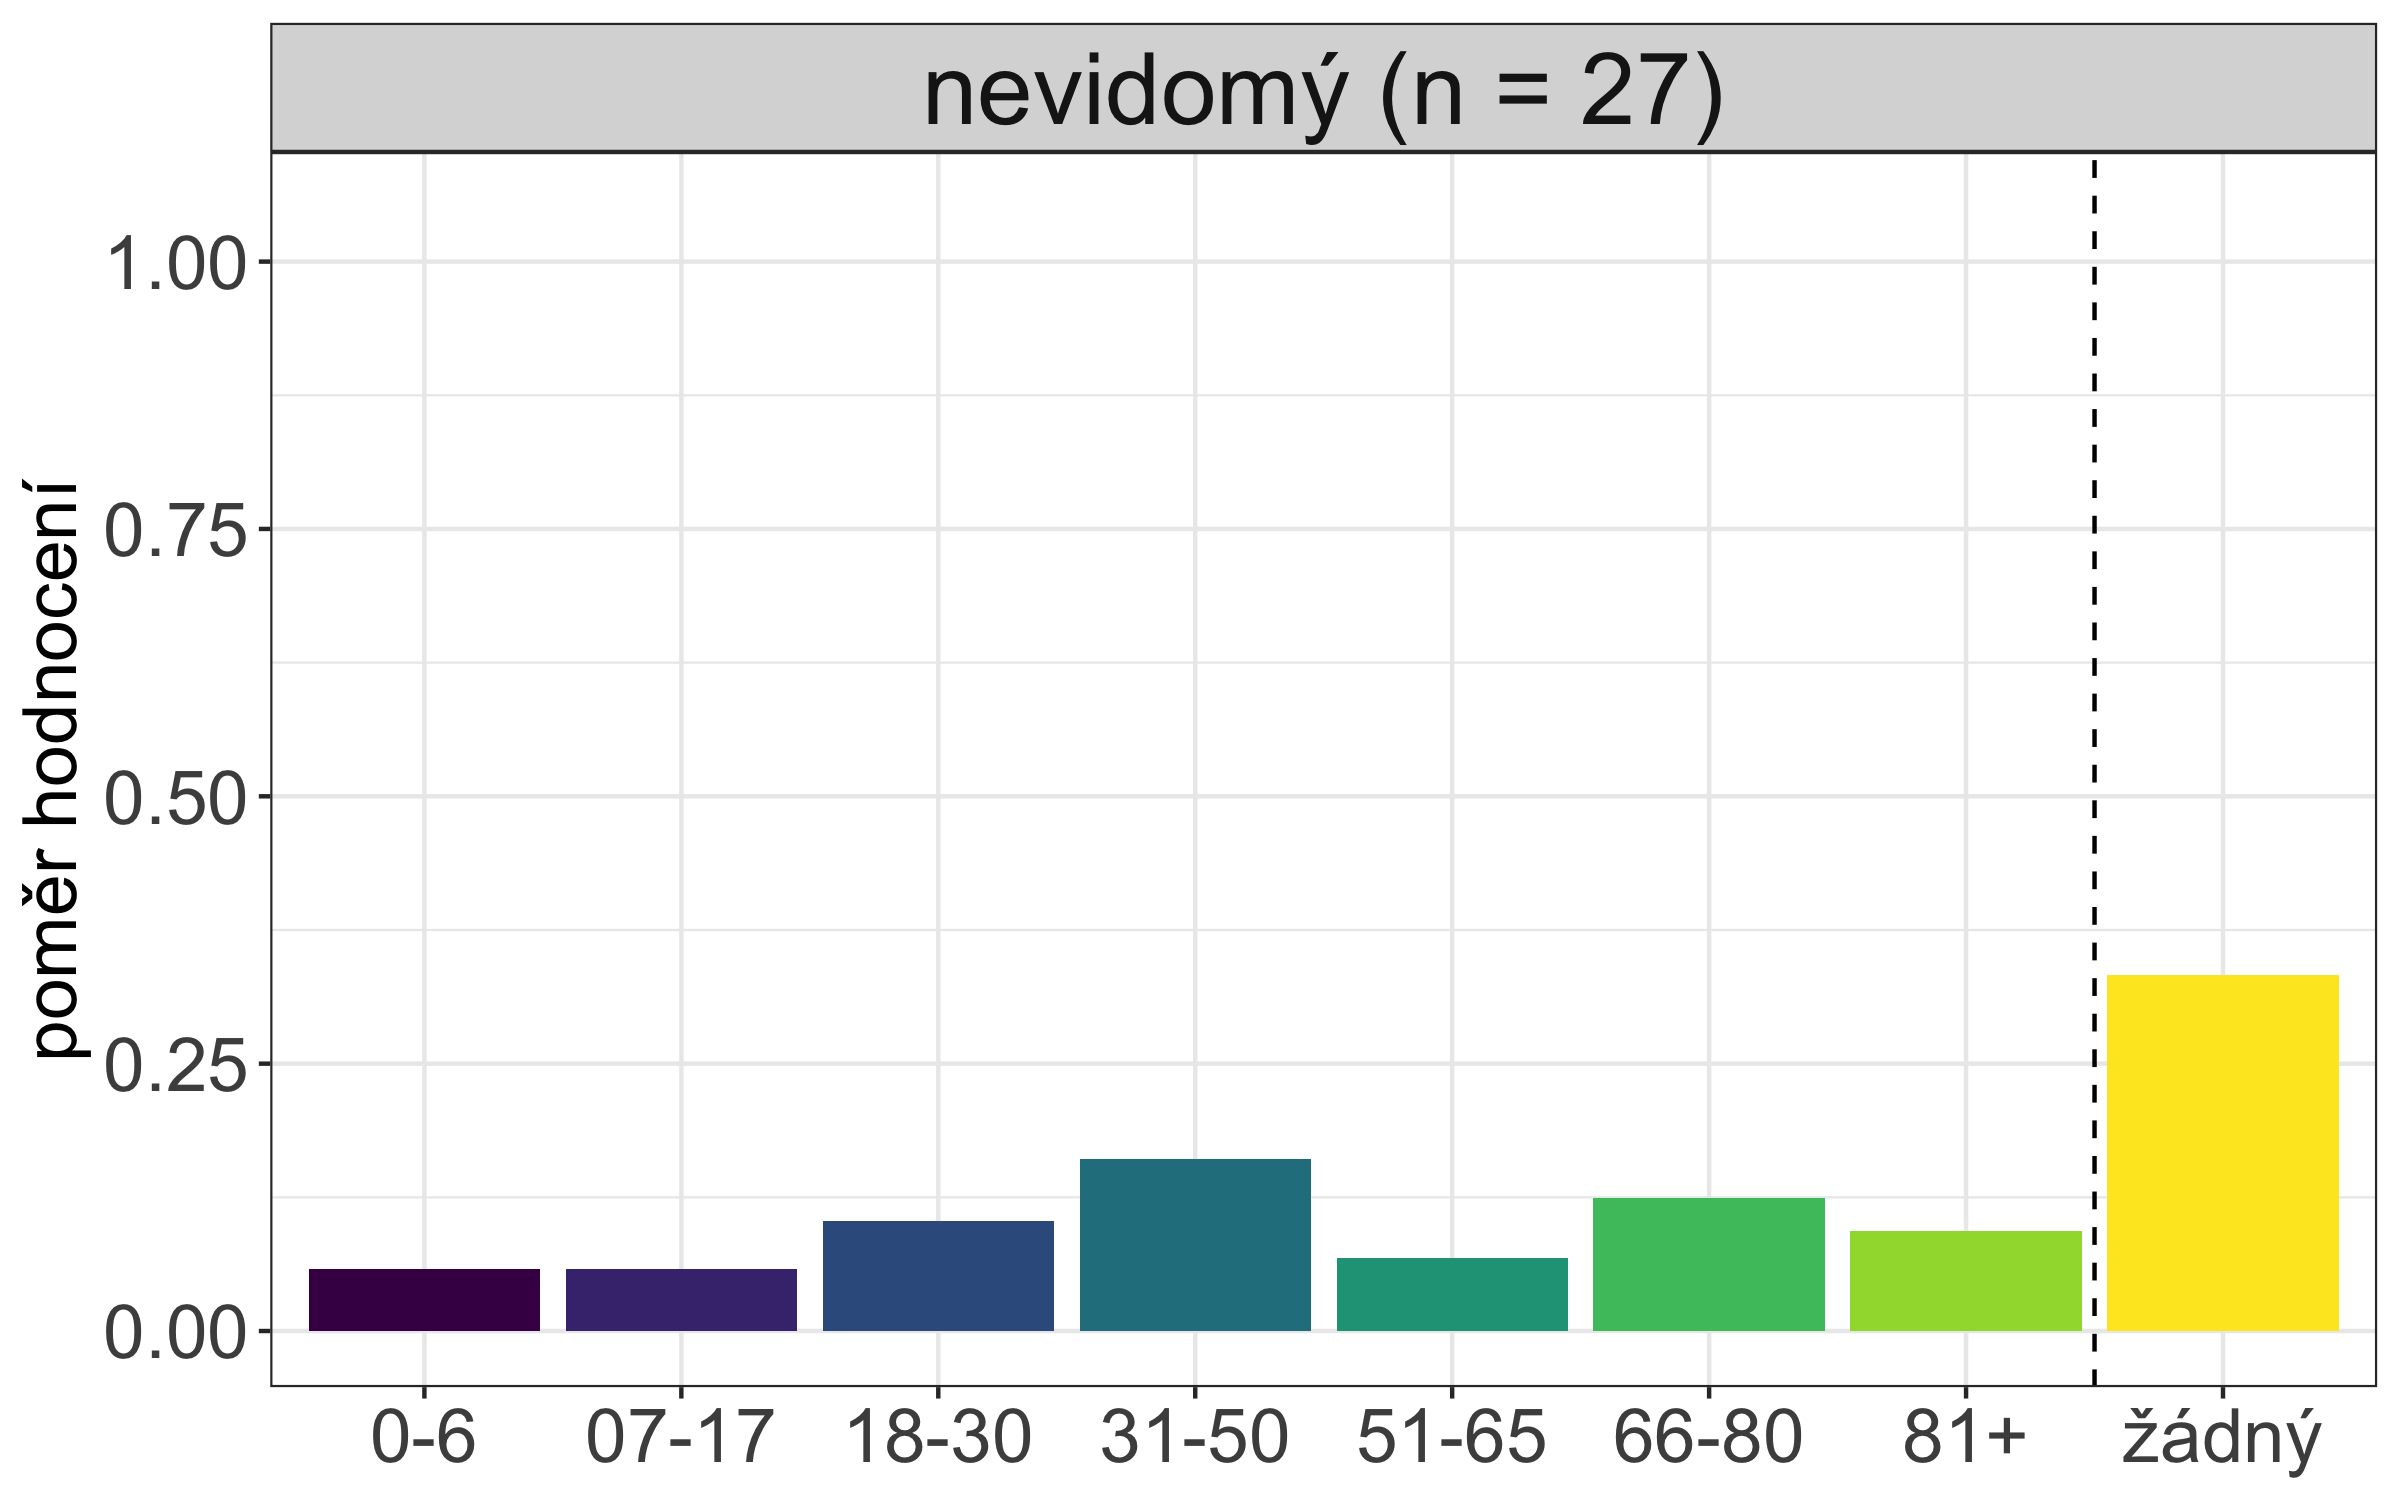 nevidomý (n = 27)
poměr hodnocení
1.00
0.75
0.50
0.25
0.00
0-6 07-17 18-30 31-50 51-65 66-80 81+ žádný